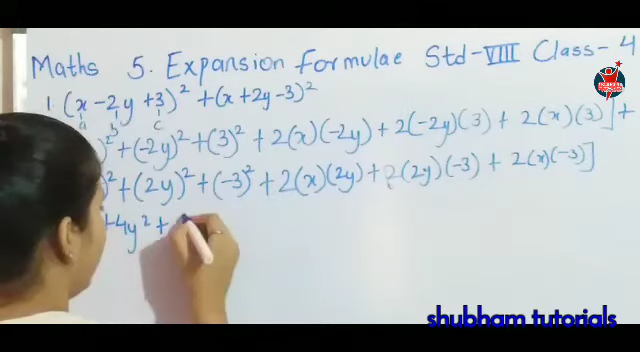 Maths 5. Expansion Formulae Std-VIII Class-4
1. (x - 2y + 3)² + (x + 2y - 3)²
a b c
)² + (-2y)² + (3)² + 2(x)(-2y) + 2(-2y)(3) + 2(x)(3)] +
)² + (2y)² + (-3)² + 2(x)(2y) + 2(2y)(-3) + 2(x)(-3)]
+4y² +
shubham tutorials